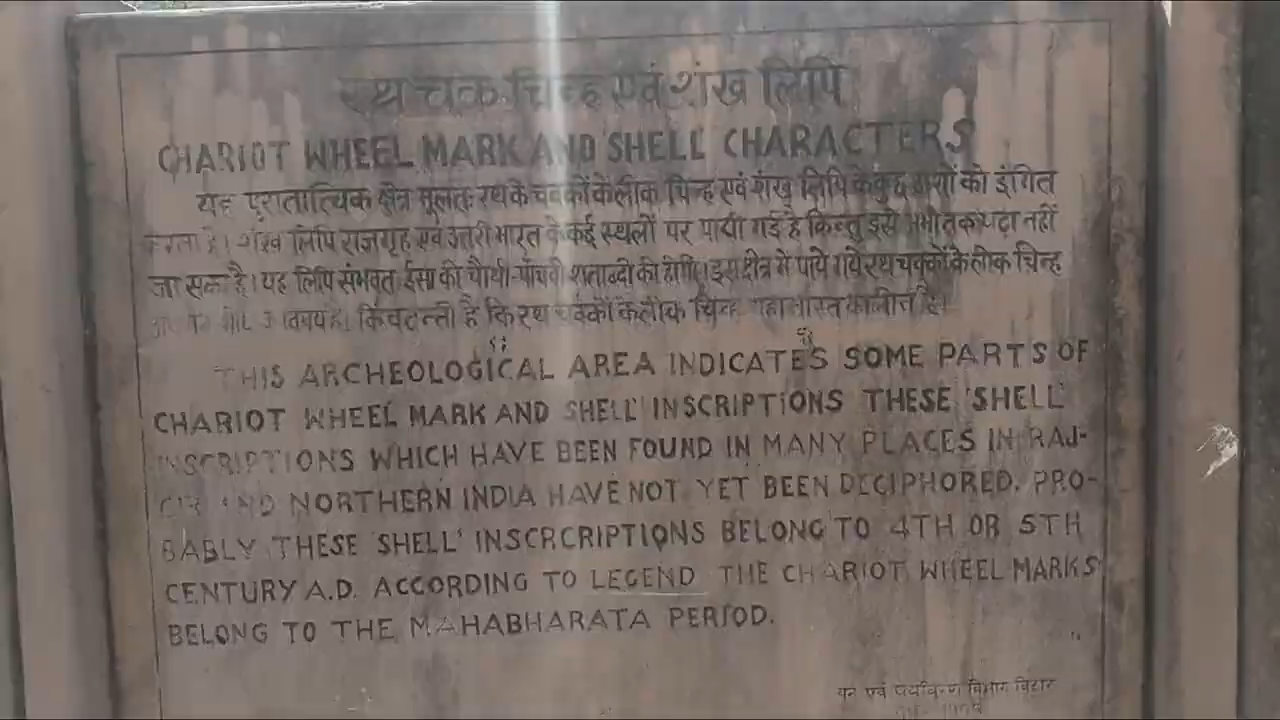 रथ चक्र चिन्ह एवं शंख लिपि
CHARIOT WHEEL MARK AND SHELL CHARACTERS
यह पुरातात्विक क्षेत्र मूलतः रथ के चक्कों के लीक चिन्ह एवं शंख लिपि के कुछ अंशों को इंगित
करता है। शंख लिपि राजगृह एवं उत्तरी भारत के कई स्थलों पर पायी गई है किन्तु इसे अभी तक पढ़ा नहीं
जा सका है। यह लिपि संभवतः ईसा की चौथी-पाँचवी शताब्दी की होगी। इस क्षेत्र में पाये गये रथ चक्कों के लीक चिन्ह
है। किंवदन्ती है कि रथ चक्कों के लीक चिन्ह महाभारत कालीन है।
THIS ARCHEOLOGICAL AREA INDICATES SOME PARTS OF
CHARIOT WHEEL MARK AND SHELL' INSCRIPTIONS THESE 'SHELL'
INSCRIPTIONS WHICH HAVE BEEN FOUND IN MANY PLACES IN RAJ-
GIR AND NORTHERN INDIA HAVE NOT YET BEEN DECIPHORED. PRO-
BABLY THESE SHELL' INSCRCRIPTIONS BELONG TO 4TH OR 5TH
CENTURY A.D. ACCORDING TO LEGEND THE CHARIOT WHEEL MARKS
BELONG TO THE MAHABHARATA PERIOD.
वन एवं पर्यावरण विभाग बिहार